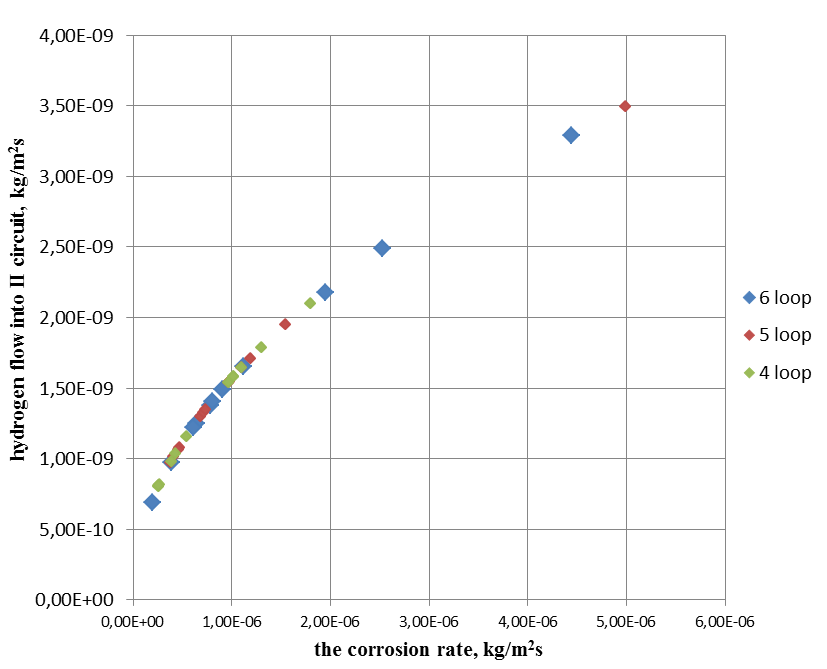 4,00E-09
3,50E-09
3,00E-09
2,50E-09
2,00E-09
1,50E-09
1,00E-09
5,00E-10
0,00E+00
0,00E+00 1,00E-06 2,00E-06 3,00E-06 4,00E-06 5,00E-06 6,00E-06
hydrogen flow into II circuit, kg/m²s
the corrosion rate, kg/m²s
6 loop
5 loop
4 loop